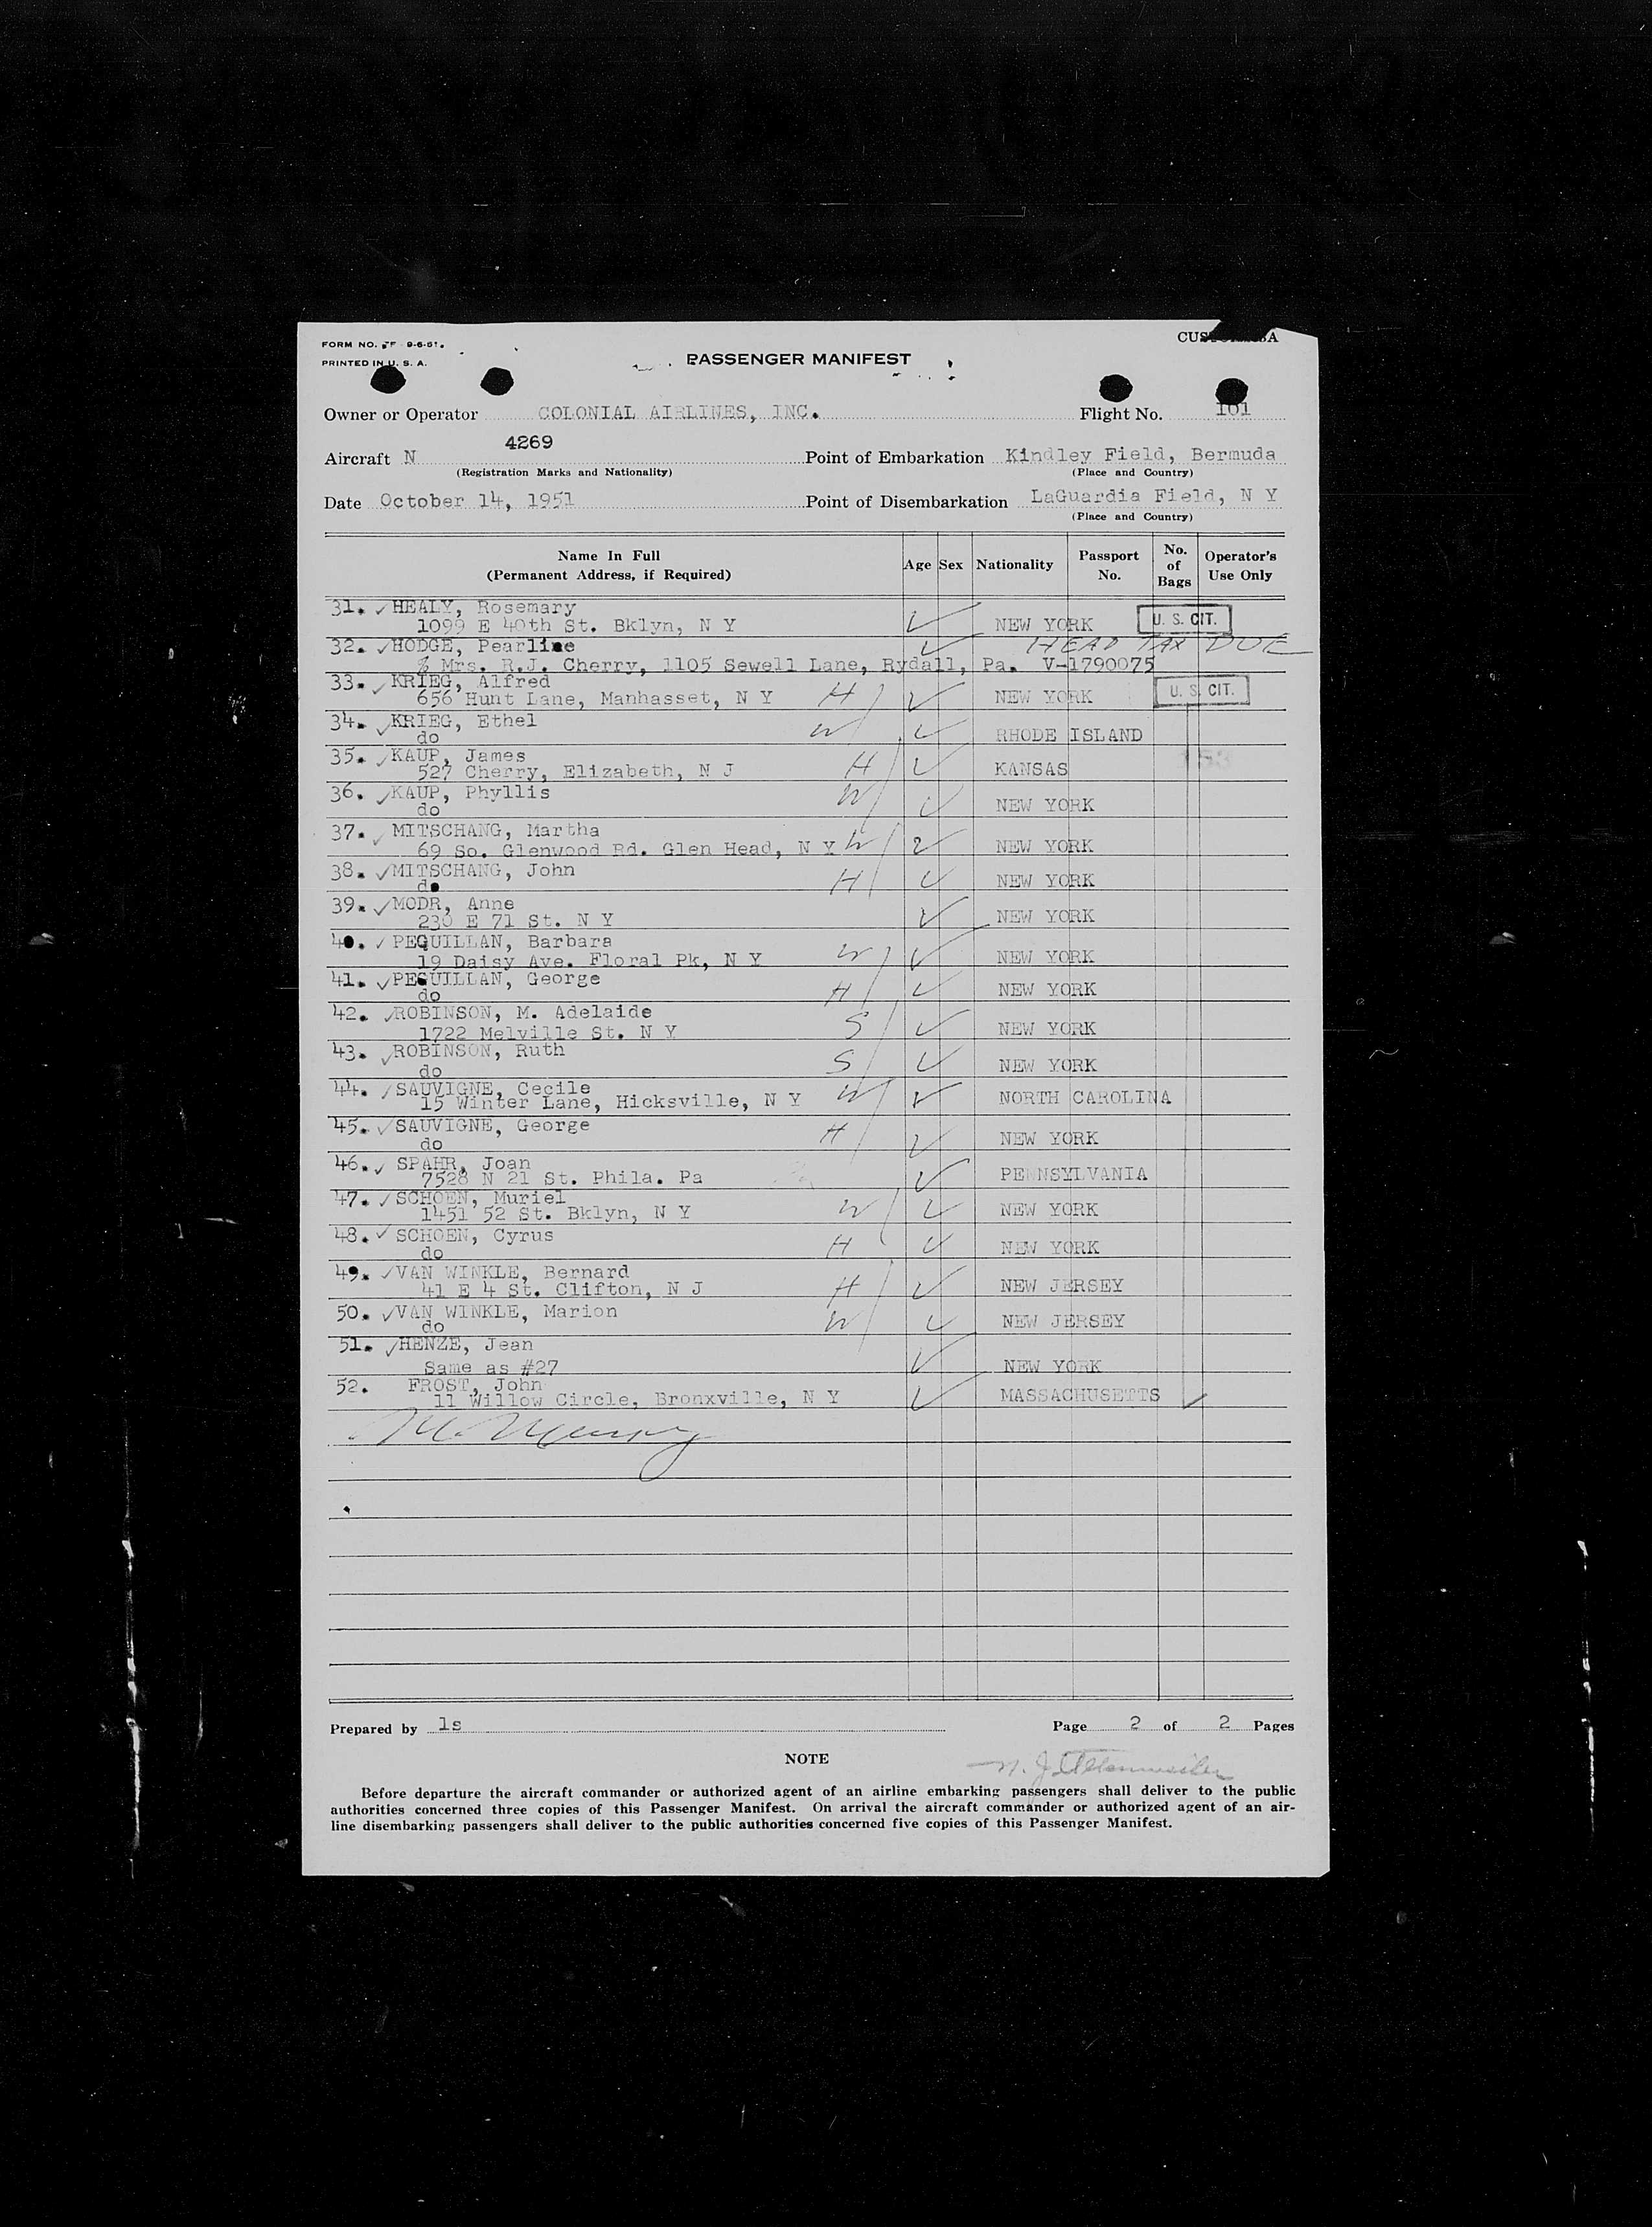 FORM NO. 9-6-51.
PRINTED IN U. S. A.
PASSENGER MANIFEST
Owner or Operator COLONIAL AIRLINES, INC. Flight No. 101
4269
Aircraft N Point of Embarkation Kindley Field, Bermuda
(Registration Marks and Nationality) (Place and Country)
Date October 14, 1951 Point of Disembarkation LaGuardia Field, N Y
(Place and Country)
Name In Full (Permanent Address, if Required) Age Sex Nationality Passport No. No. of Bags Operator's Use Only
31. ✓ HEALY, Rosemary
1099 E 40th St. Bklyn, N Y ✓ NEW YORK U. S. CIT.
32. ✓ HODGE, Pearline ✓ HEAD TAX DUE
% Mrs. R.J. Cherry, 1105 Sewell Lane, Rydall, Pa. V-1790075
33. ✓ KRIEG, Alfred
656 Hunt Lane, Manhasset, N Y H ✓ NEW YORK U. S. CIT.
34. ✓ KRIEG, Ethel
do W ✓ RHODE ISLAND
35. ✓ KAUP, James
527 Cherry, Elizabeth, N J H ✓ KANSAS
36. ✓ KAUP, Phyllis
do W ✓ NEW YORK
37. ✓ MITSCHANG, Martha
69 So. Glenwood Rd. Glen Head, N Y W ✓ NEW YORK
38. ✓ MITSCHANG, John
do H ✓ NEW YORK
39. ✓ MODR, Anne
230 E 71 St. N Y ✓ NEW YORK
40. ✓ PEQUILLAN, Barbara
19 Daisy Ave. Floral Pk, N Y W ✓ NEW YORK
41. ✓ PEQUILLAN, George
do H ✓ NEW YORK
42. ✓ ROBINSON, M. Adelaide
1722 Melville St. N Y S ✓ NEW YORK
43. ✓ ROBINSON, Ruth
do S ✓ NEW YORK
44. ✓ SAUVIGNE, Cecile
15 Winter Lane, Hicksville, N Y W ✓ NORTH CAROLINA
45. ✓ SAUVIGNE, George
do H ✓ NEW YORK
46. ✓ SPAHR, Joan
7528 N 21 St. Phila. Pa ✓ PENNSYLVANIA
47. ✓ SCHOEN, Muriel
1451 52 St. Bklyn, N Y W ✓ NEW YORK
48. ✓ SCHOEN, Cyrus
do H ✓ NEW YORK
49. ✓ VAN WINKLE, Bernard
41 E 4 St. Clifton, N J H ✓ NEW JERSEY
50. ✓ VAN WINKLE, Marion
do W ✓ NEW JERSEY
51. ✓ HENZE, Jean
Same as #27 ✓ NEW YORK
52. FROST, John
11 Willow Circle, Bronxville, N Y ✓ MASSACHUSETTS
Prepared by ls Page 2 of 2 Pages
NOTE
Before departure the aircraft commander or authorized agent of an airline embarking passengers shall deliver to the public
authorities concerned three copies of this Passenger Manifest. On arrival the aircraft commander or authorized agent of an air-
line disembarking passengers shall deliver to the public authorities concerned five copies of this Passenger Manifest.